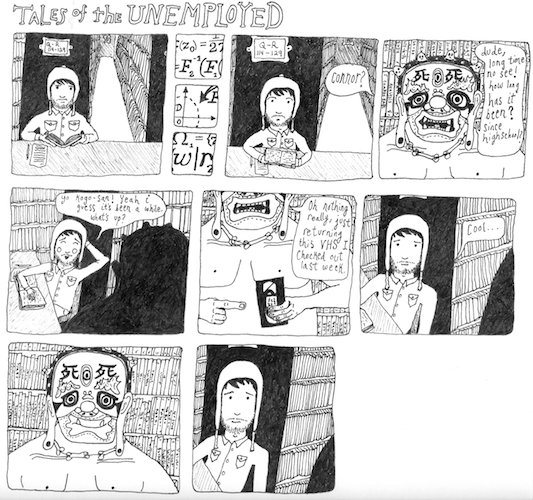 TALES of the UNEMPLOYED
Q-R
114-129
Q-R
114-129
Connor?
死 死
dude,
long time
no see!
how long
has it
been?
since
highschool?
yo Kogo-san! Yeah i
guess it's been a while
what's up?
Oh nothing
really, just
returning
this VHS I
checked out
last week.
Cool...
死 死